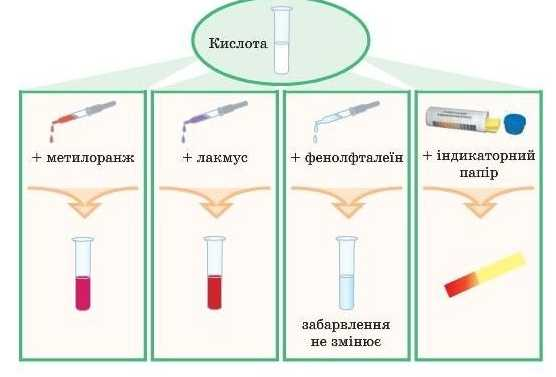 Кислота
+ метилоранж
+ лакмус
+ фенолфталеїн
+ індикаторний
папір
забарвлення
не змінює